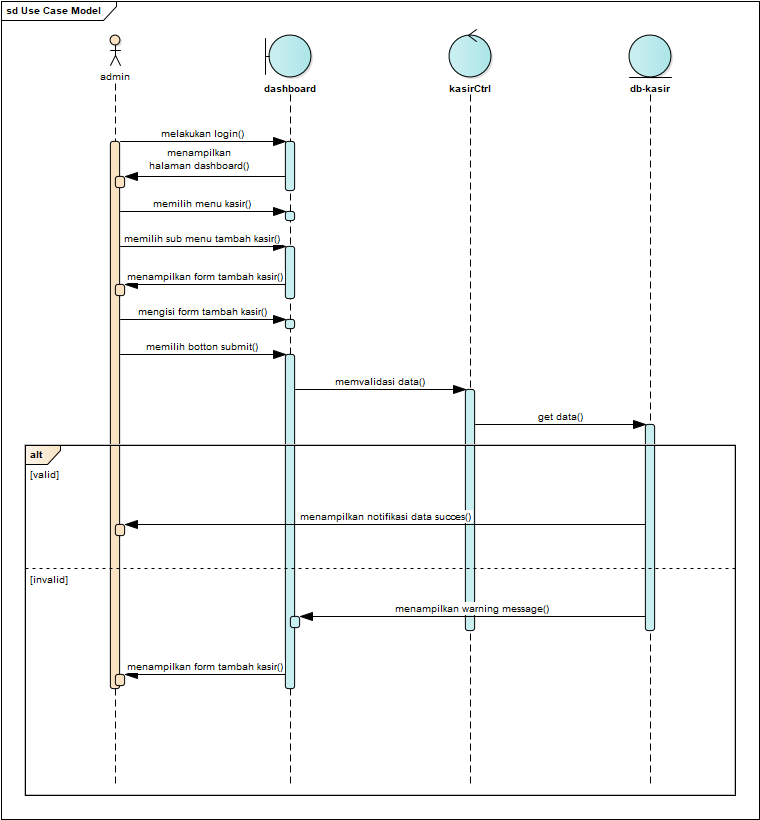 sd Use Case Model
admin
dashboard
kasirCtrl
db-kasir
melakukan login()
menampilkan
halaman dashboard()
memilih menu kasir()
memilih sub menu tambah kasir()
menampilkan form tambah kasir()
mengisi form tambah kasir()
memilih botton submit()
memvalidasi data()
get data()
alt
[valid]
menampilkan notifikasi data succes()
[invalid]
menampilkan warning message()
menampilkan form tambah kasir()